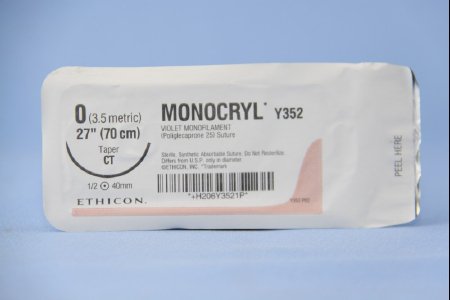 0 (3.5 metric)
27" (70 cm)
Taper
CT
1/2 40mm
ETHICON
MONOCRYL* Y352
VIOLET MONOFILAMENT
(Poliglecaprone 25) Suture
Sterile, Synthetic Absorbable Suture. Do Not Resterilize.
Differs from U.S.P. only in diameter
©ETHICON, INC. *Trademark
*+H206Y3521P*
PEEL HERE